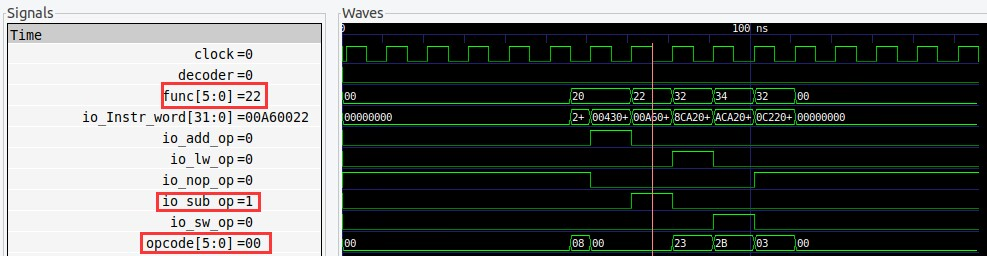 Signals
Waves
Time
0
100 ns
clock=0
decoder=0
func[5:0]=22
00
20
22
32
34
32
00
io_Instr_word[31:0]=00A60022
00000000
2+
00430+
00A60+
8CA20+
ACA20+
0C220+
00000000
io_add_op=0
io_lw_op=0
io_nop_op=0
io_sub_op=1
io_sw_op=0
opcode[5:0]=00
00
08
00
23
2B
03
00